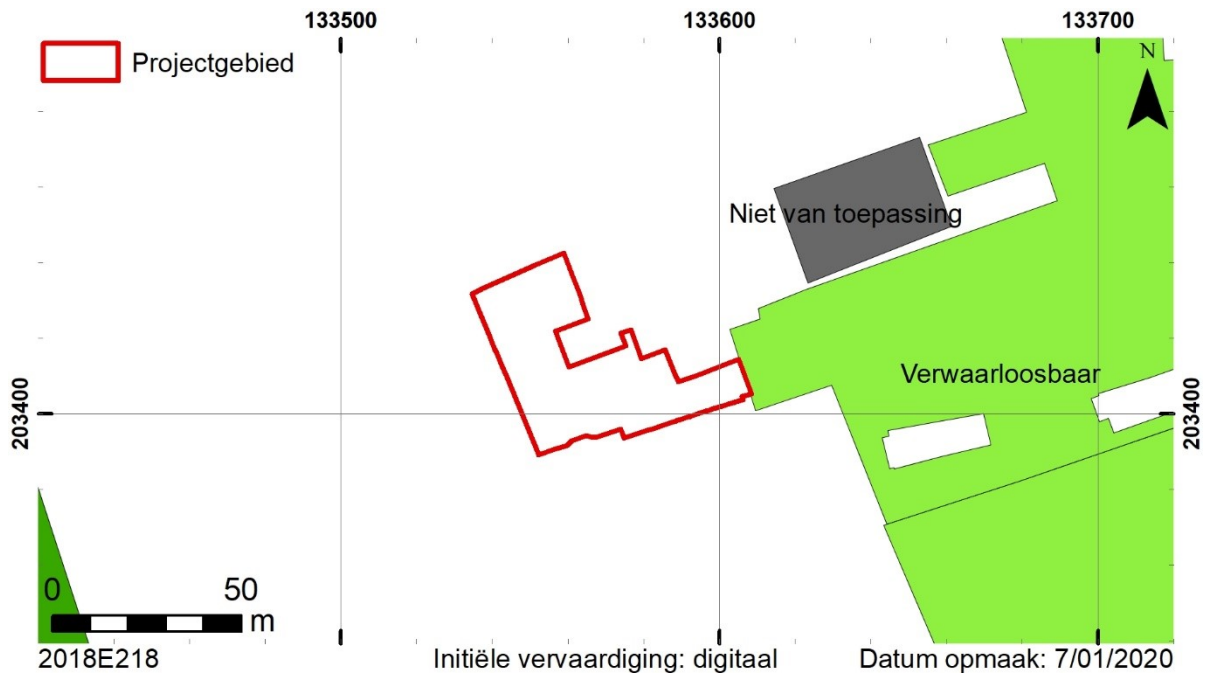 133500 133600 133700
Projectgebied
N
Niet van toepassing
Verwaarloosbaar
203400 203400
0 50
m
2018E218 Initiële vervaardiging: digitaal Datum opmaak: 7/01/2020